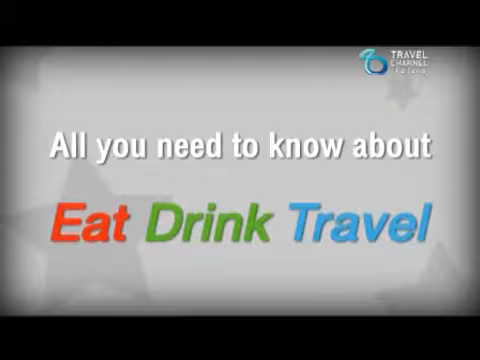 TRAVEL
CHANNEL
All you need to know about
Eat Drink Travel